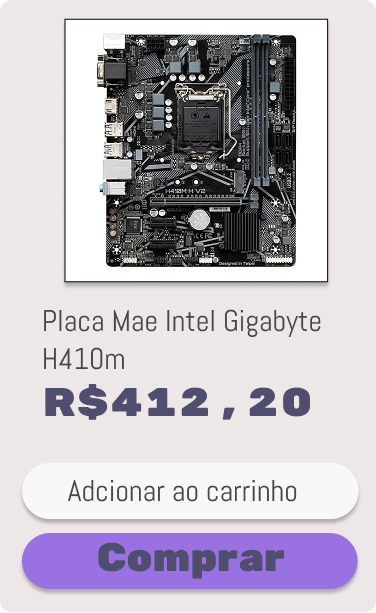 H410M H V2
Designed in Taipei
Placa Mae Intel Gigabyte
H410m
R$412,20
Adcionar ao carrinho
Comprar